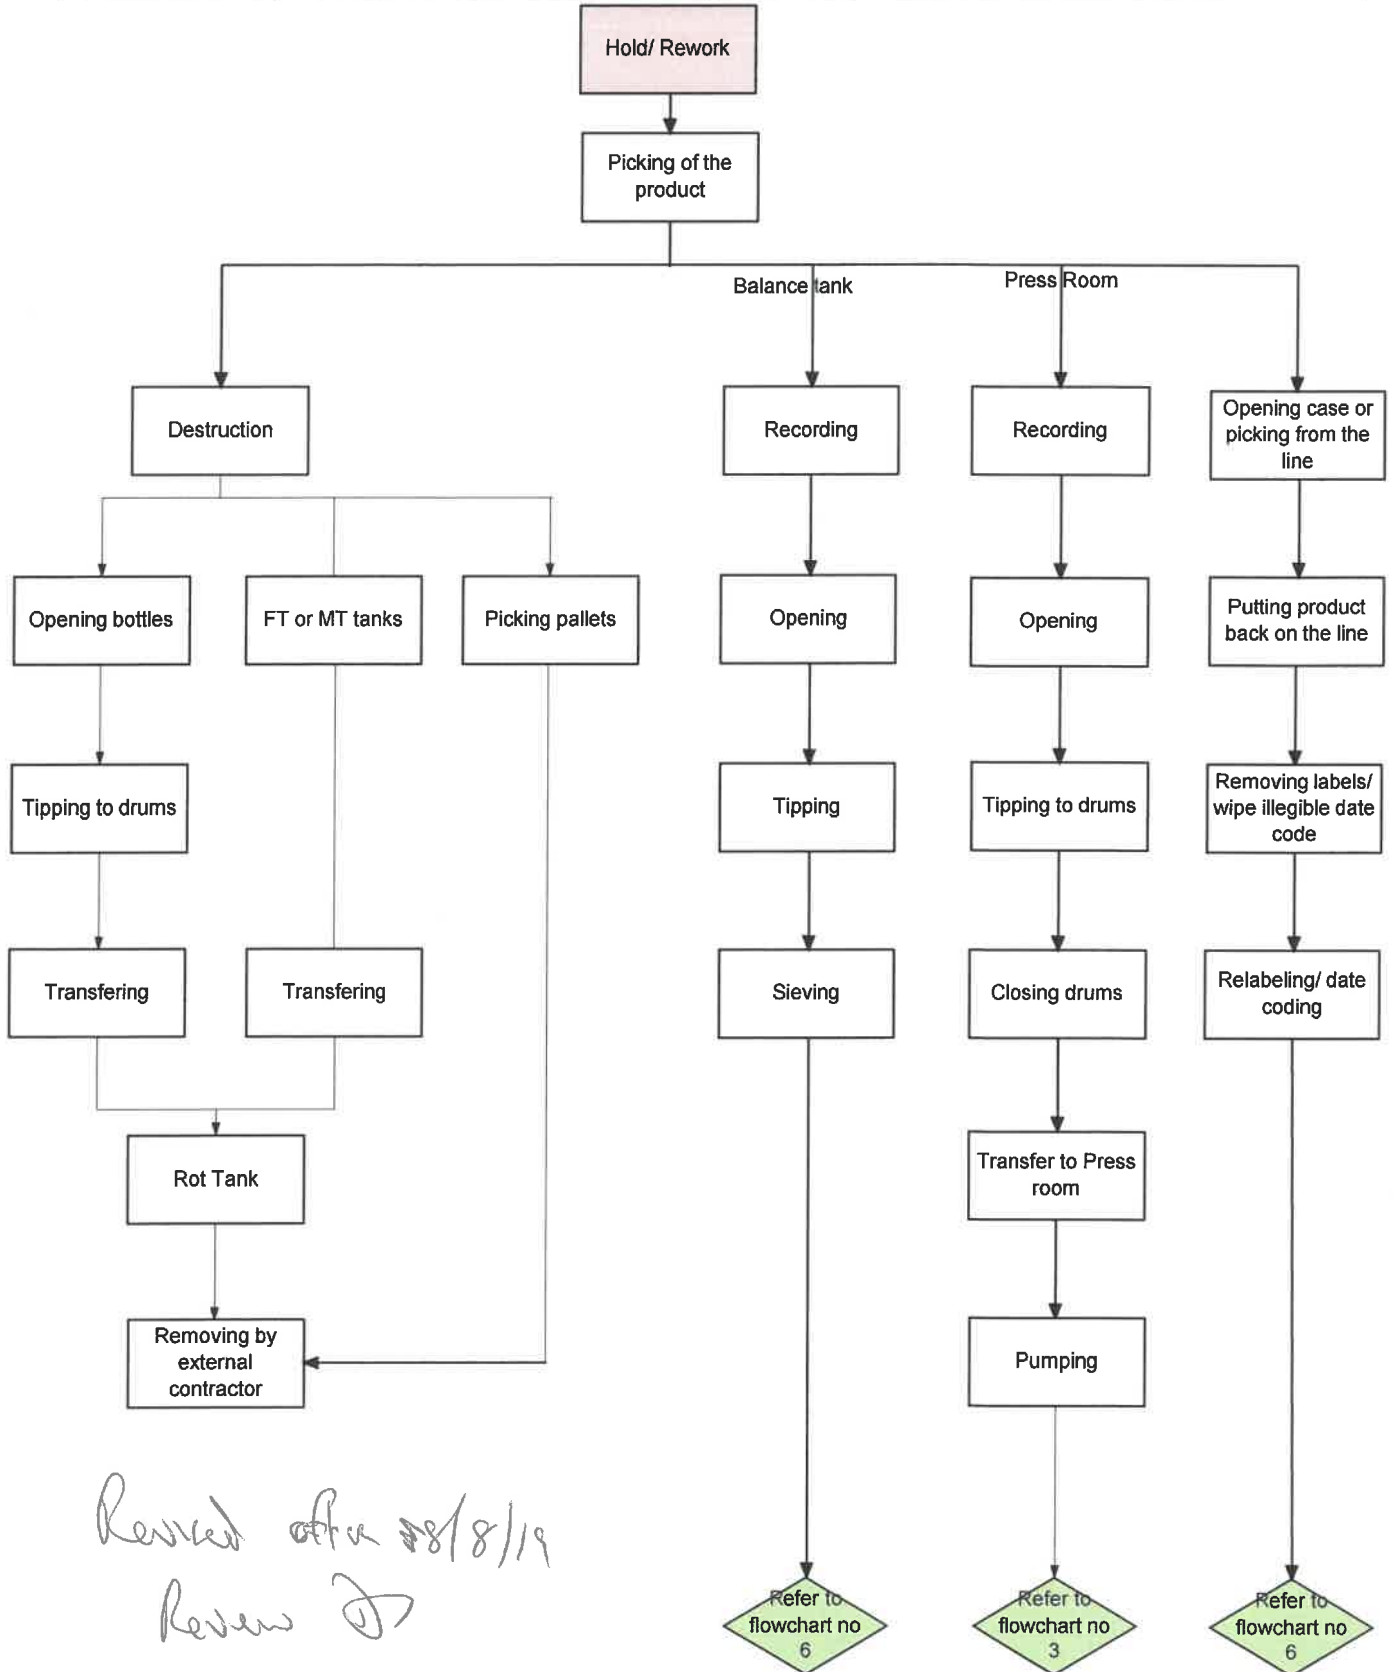 Hold/ Rework
Picking of the
product
Balance tank
Press Room
Destruction
Recording
Recording
Opening case or
picking from the
line
Opening bottles
FT or MT tanks
Picking pallets
Opening
Opening
Putting product
back on the line
Tipping to drums
Tipping
Tipping to drums
Removing labels/
wipe illegible date
code
Transfering
Transfering
Sieving
Closing drums
Relabeling/ date
coding
Rot Tank
Transfer to Press
room
Removing by
external
contractor
Pumping
8/8/19
Review
Refer to
flowchart no
6
Refer to
flowchart no
3
Refer to
flowchart no
6